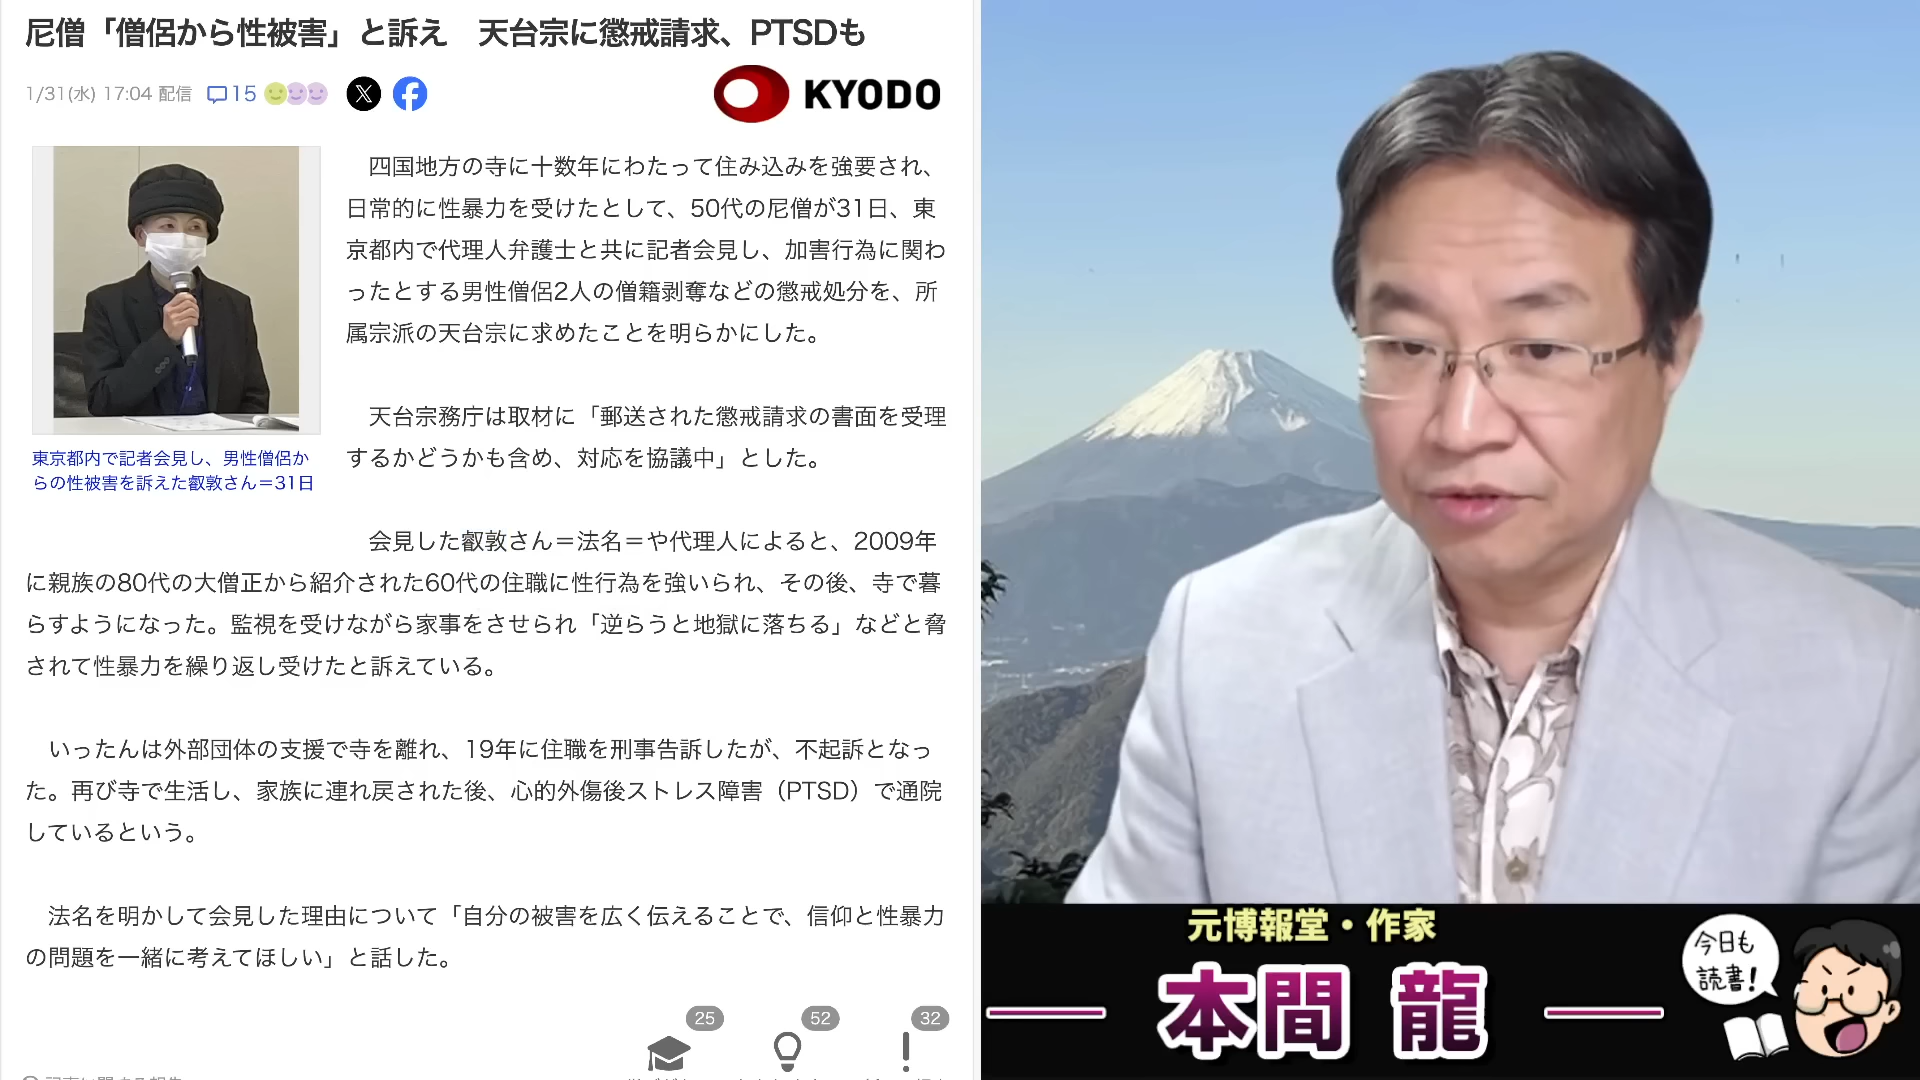 尼僧「僧侶から性被害」と訴え　天台宗に懲戒請求、PTSDも
1/31(水) 17:04 配信
15
KYODO
東京都内で記者会見し、男性僧侶か
らの性被害を訴えた叡敦さん＝31日
四国地方の寺に十数年にわたって住み込みを強要され、
日常的に性暴力を受けたとして、50代の尼僧が31日、東
京都内で代理人弁護士と共に記者会見し、加害行為に関わ
ったとする男性僧侶2人の僧籍剥奪などの懲戒処分を、所
属宗派の天台宗に求めたことを明らかにした。
天台宗務庁は取材に「郵送された懲戒請求の書面を受理
するかどうかも含め、対応を協議中」とした。
会見した叡敦さん＝法名＝や代理人によると、2009年
に親族の80代の大僧正から紹介された60代の住職に性行為を強いられ、その後、寺で暮
らすようになった。監視を受けながら家事をさせられ「逆らうと地獄に落ちる」などと脅
されて性暴力を繰り返し受けたと訴えている。
いったんは外部団体の支援で寺を離れ、19年に住職を刑事告訴したが、不起訴となっ
た。再び寺で生活し、家族に連れ戻された後、心的外傷後ストレス障害（PTSD）で通院
しているという。
法名を明かして会見した理由について「自分の被害を広く伝えることで、信仰と性暴力
の問題を一緒に考えてほしい」と話した。
25
52
32
元博報堂・作家
本間 龍
今日も
読書!